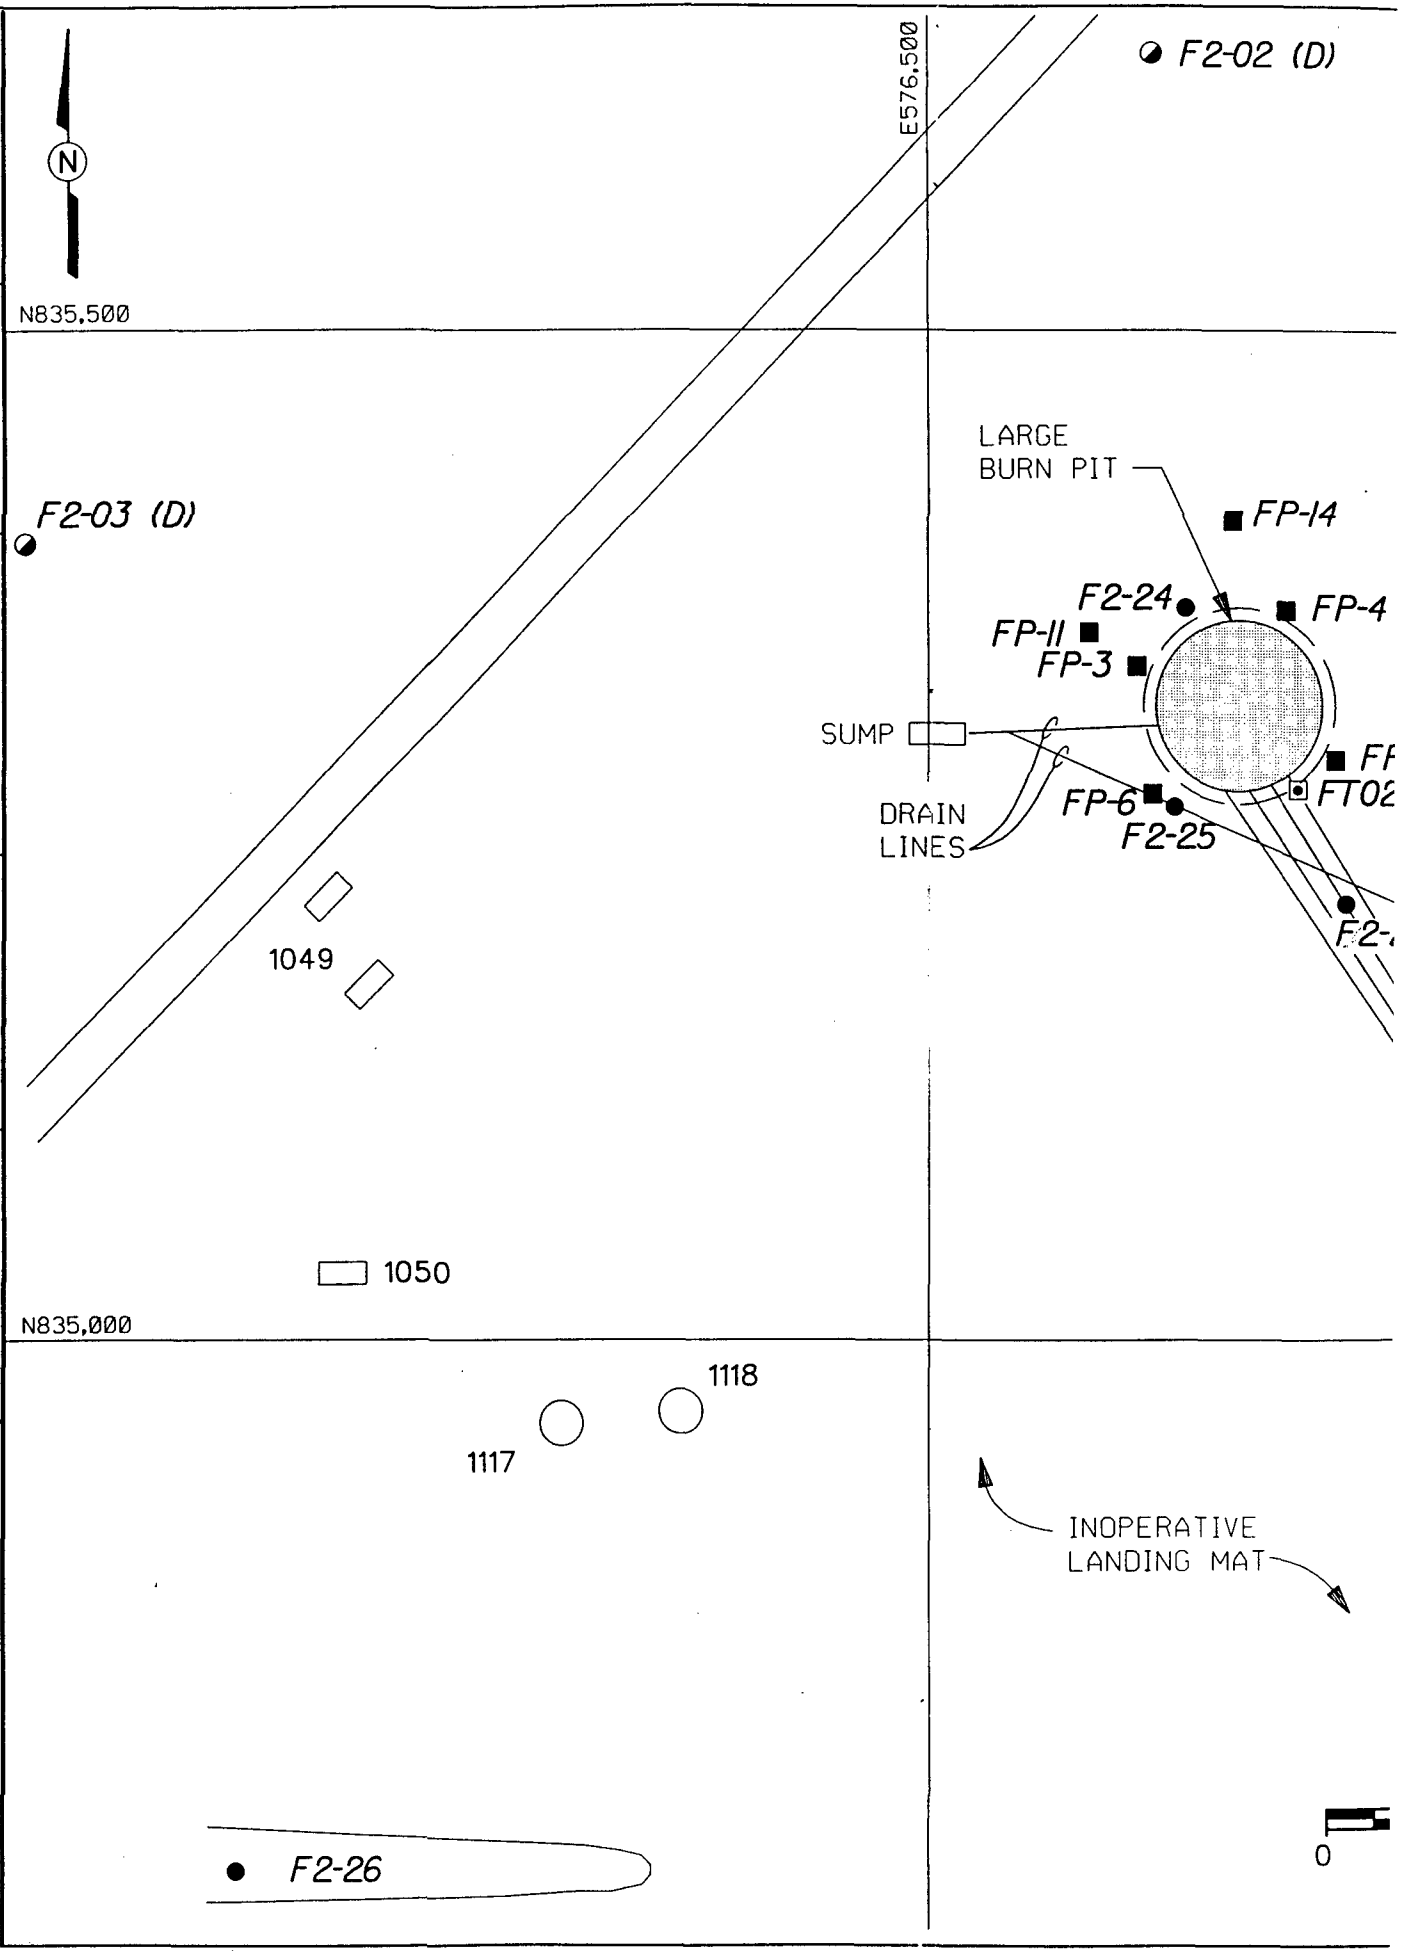 E576,500
F2-02 (D)
N
N835,500
LARGE
BURN PIT
FP-14
F2-03 (D)
F2-24
FP-4
FP-11
FP-3
SUMP
FP
FT02
FP-6
DRAIN
LINES
F2-25
F2-
1049
1050
N835,000
1118
1117
INOPERATIVE
LANDING MAT
0
F2-26